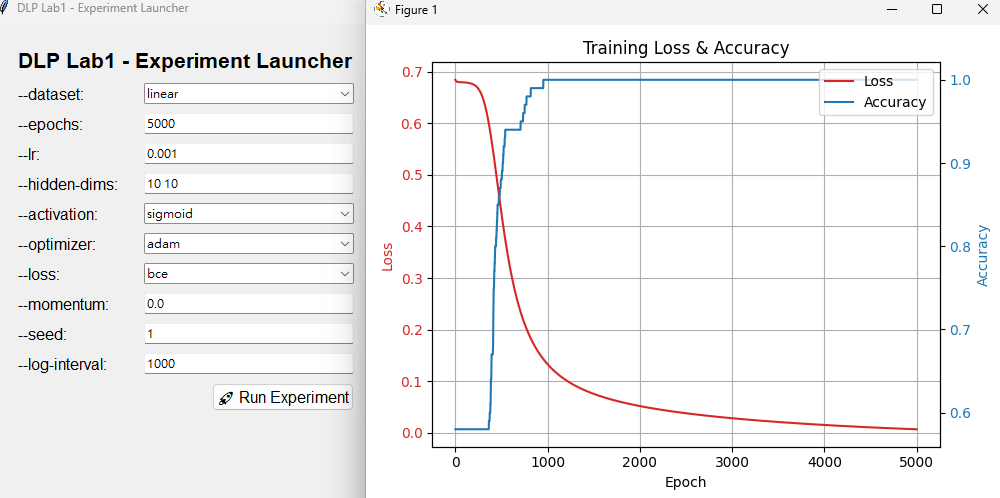 DLP Lab1 - Experiment Launcher
DLP Lab1 - Experiment Launcher
--dataset: linear
--epochs: 5000
--lr: 0.001
--hidden-dims: 10 10
--activation: sigmoid
--optimizer: adam
--loss: bce
--momentum: 0.0
--seed: 1
--log-interval: 1000
🚀 Run Experiment
Figure 1
Training Loss & Accuracy
Loss
Accuracy
0.7
0.6
0.5
0.4
0.3
0.2
0.1
0.0
Loss
1.0
0.9
0.8
0.7
0.6
Accuracy
0 1000 2000 3000 4000 5000
Epoch